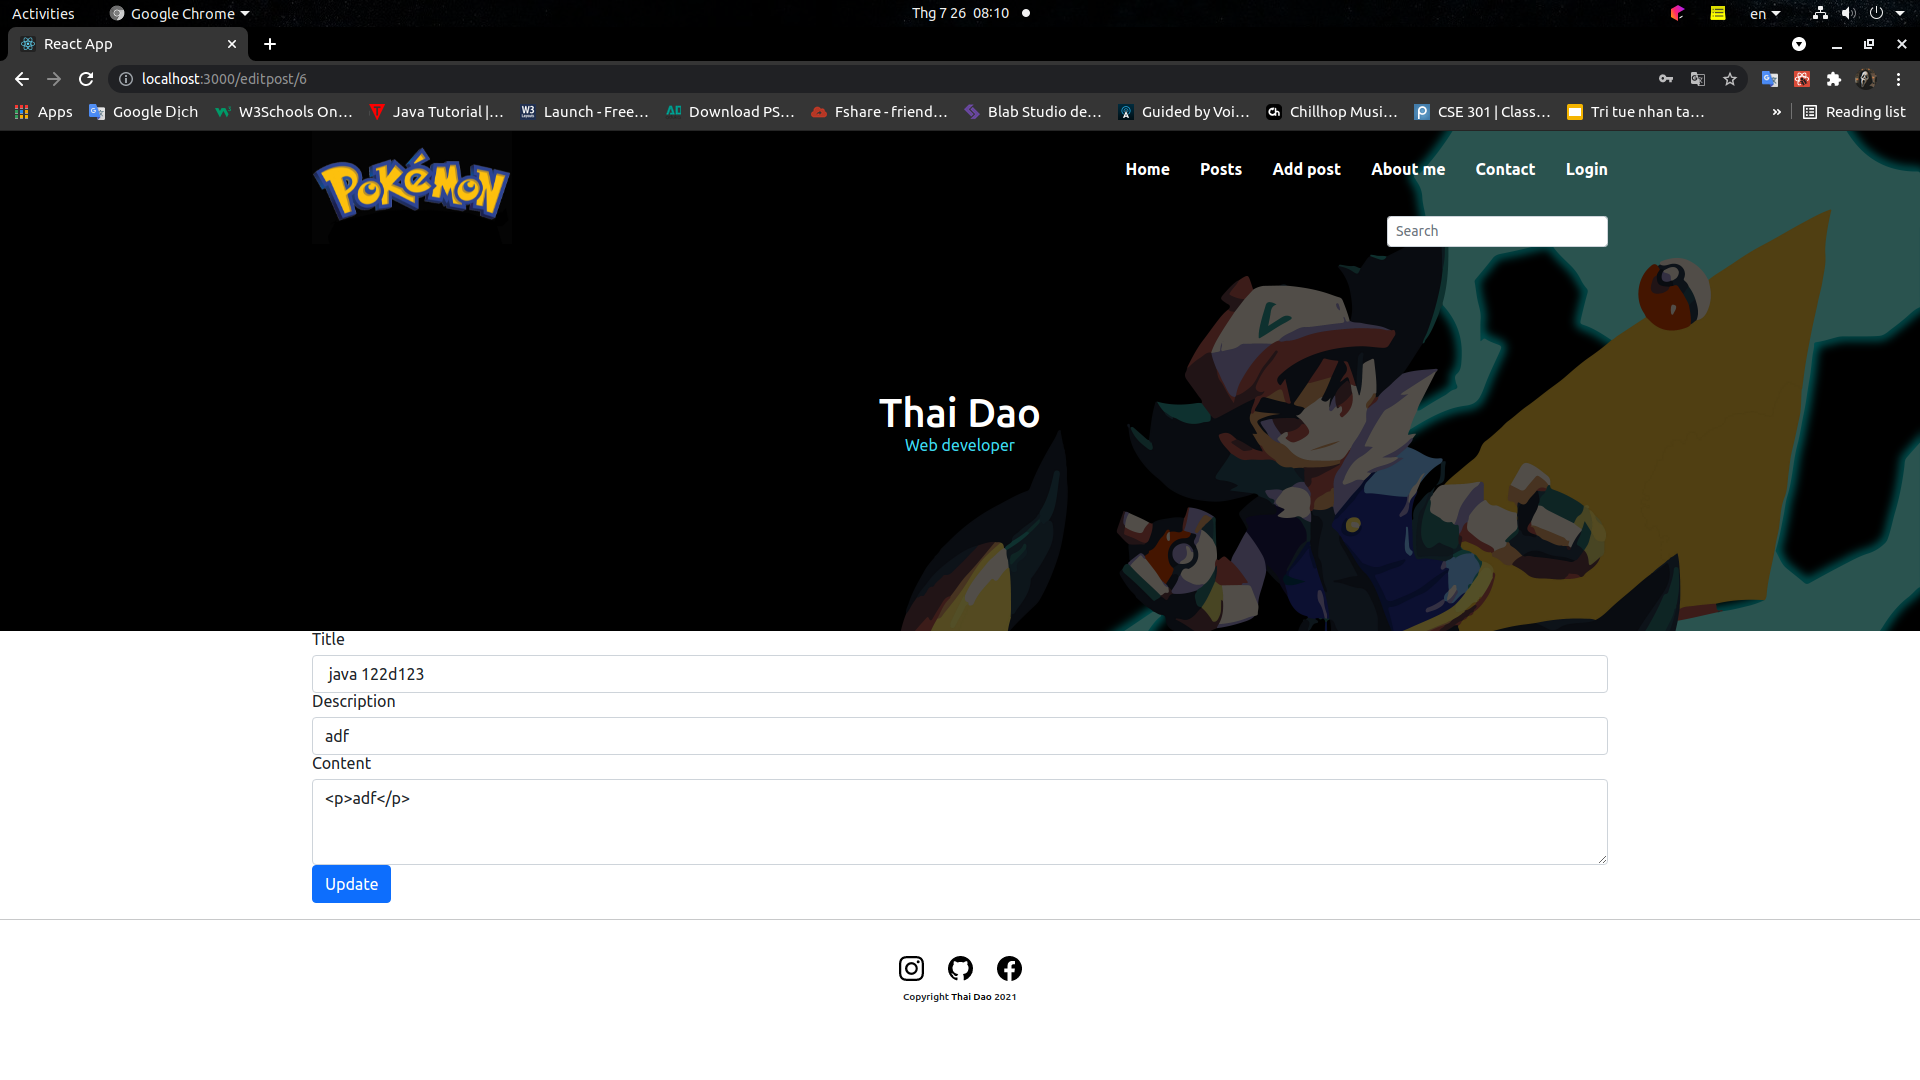 Activities
Google Chrome
Thg 7 26 08:10
en
React App
localhost:3000/editpost/6
Apps
Google Dịch
W3Schools On...
Java Tutorial |...
Launch - Free...
Download PS...
Fshare - friend...
Blab Studio de...
Guided by Voi...
Chillhop Musi...
CSE 301 | Class...
Tri tue nhan ta...
»
Reading list
POKéMON
Home
Posts
Add post
About me
Contact
Login
Search
Thai Dao
Web developer
Title
java 122d123
Description
adf
Content
<p>adf</p>
Update
Copyright Thai Dao 2021